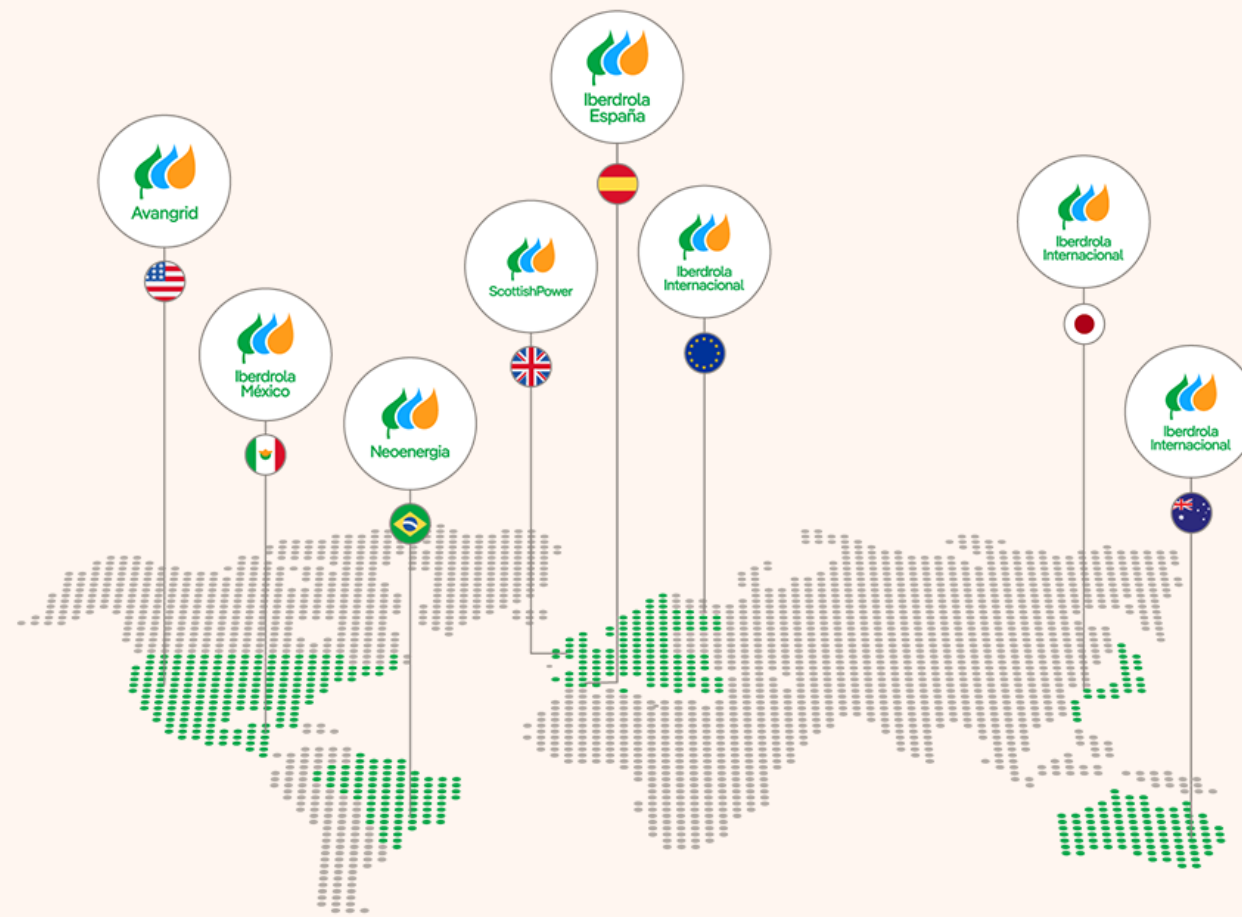 Iberdrola
España
Avangrid
Iberdrola
Internacional
Iberdrola
Internacional
ScottishPower
Iberdrola
México
Neoenergia
Iberdrola
Internacional